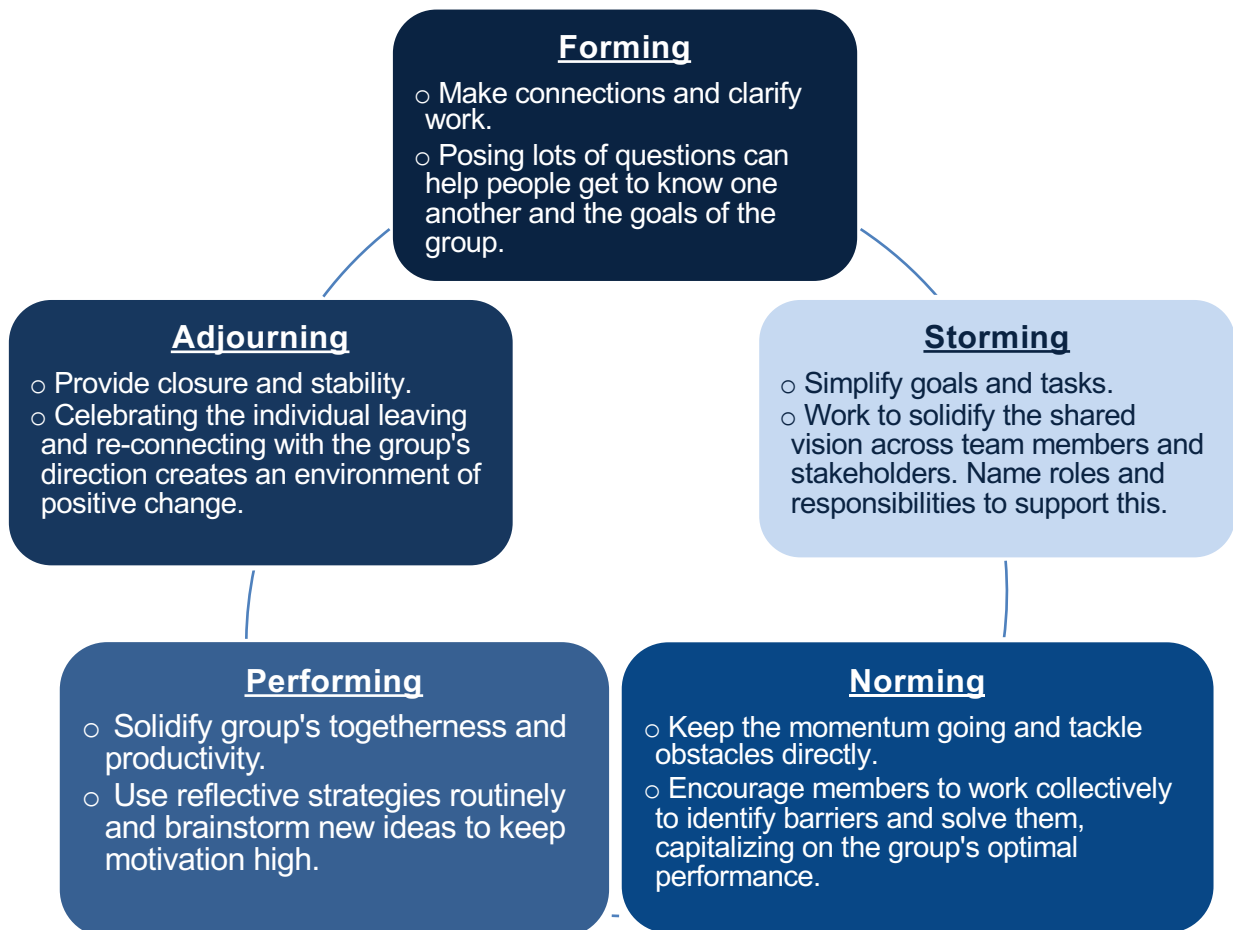 Forming
○ Make connections and clarify
work.
○ Posing lots of questions can
help people get to know one
another and the goals of the
group.
Storming
○ Simplify goals and tasks.
○ Work to solidify the shared
vision across team members and
stakeholders. Name roles and
responsibilities to support this.
Norming
○ Keep the momentum going and tackle
obstacles directly.
○ Encourage members to work collectively
to identify barriers and solve them,
capitalizing on the group's optimal
performance.
Performing
○ Solidify group's togetherness and
productivity.
○ Use reflective strategies routinely
and brainstorm new ideas to keep
motivation high.
Adjourning
○ Provide closure and stability.
○ Celebrating the individual leaving
and re-connecting with the group's
direction creates an environment of
positive change.